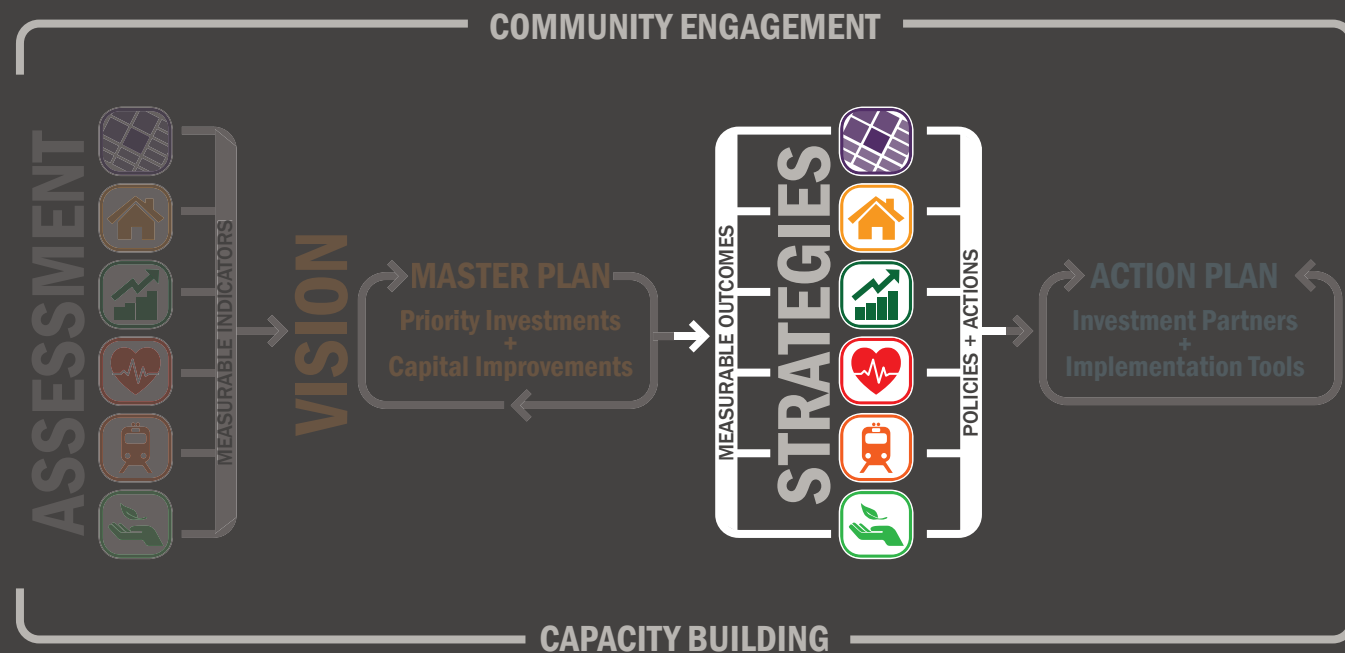 COMMUNITY ENGAGEMENT
ASSESSMENT
MEASURABLE INDICATORS
VISION
MASTER PLAN
Priority Investments
+
Capital Improvements
MEASURABLE OUTCOMES
STRATEGIES
POLICIES + ACTIONS
ACTION PLAN
Investment Partners
+
Implementation Tools
CAPACITY BUILDING